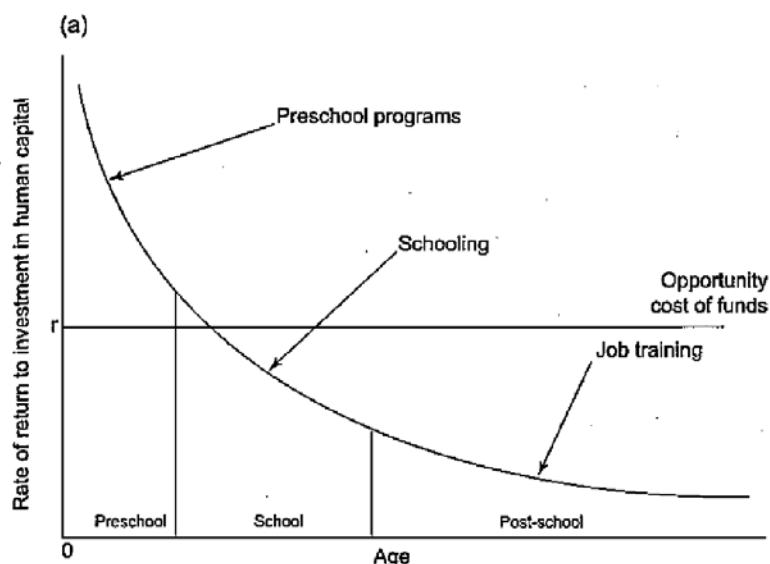 (a)
Rate of return to investment in human capital
Preschool programs
Schooling
Opportunity
cost of funds
r
Job training
Preschool
School
Post-school
0
Age